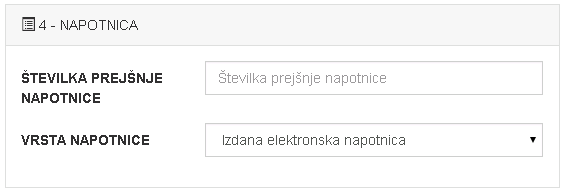 4 - NAPOTNICA
ŠTEVILKA PREJŠNJE
NAPOTNICE
Številka prejšnje napotnice
VRSTA NAPOTNICE
Izdana elektronska napotnica